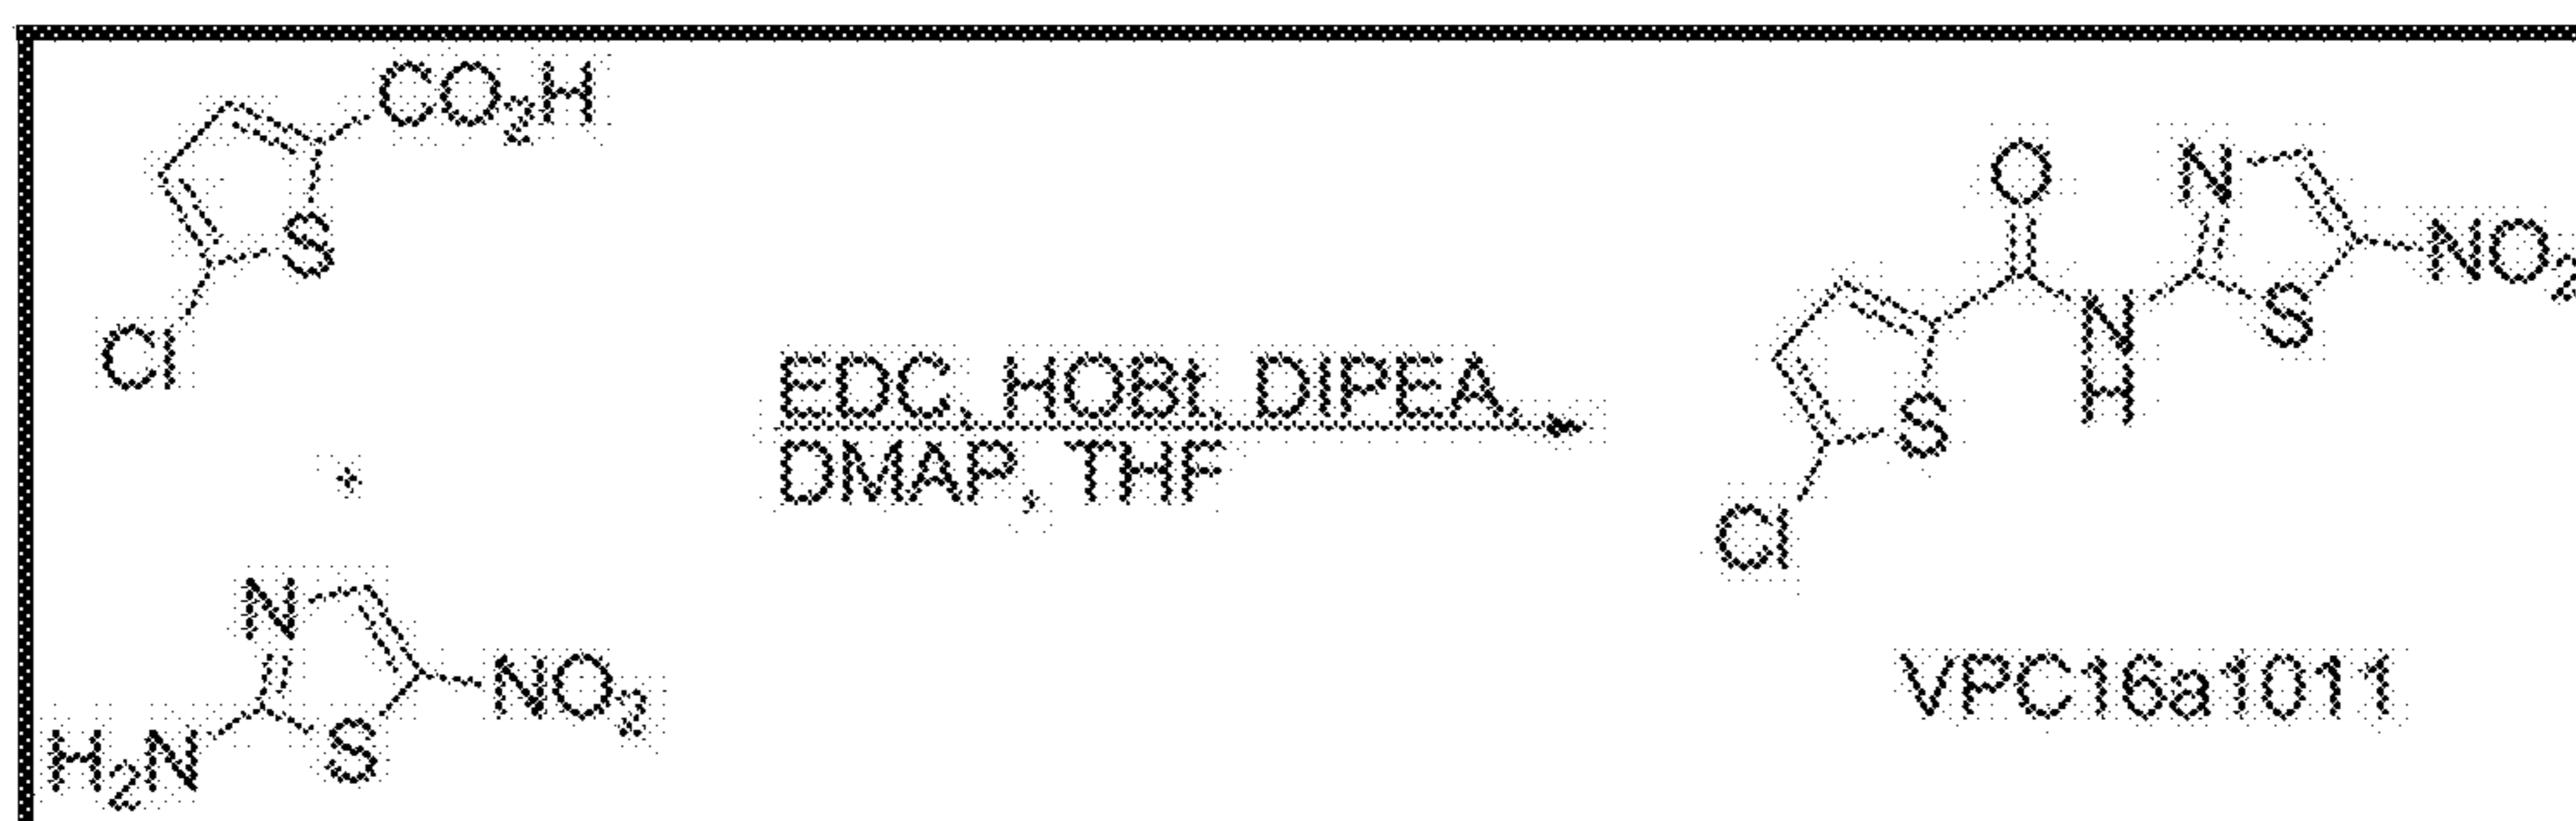 CO2H
S
Cl
+
N
NO2
S
H2N
EDC, HOBt, DIPEA,
DMAP, THF
O
N
NO2
S
N
H
S
Cl
VPC16a1011